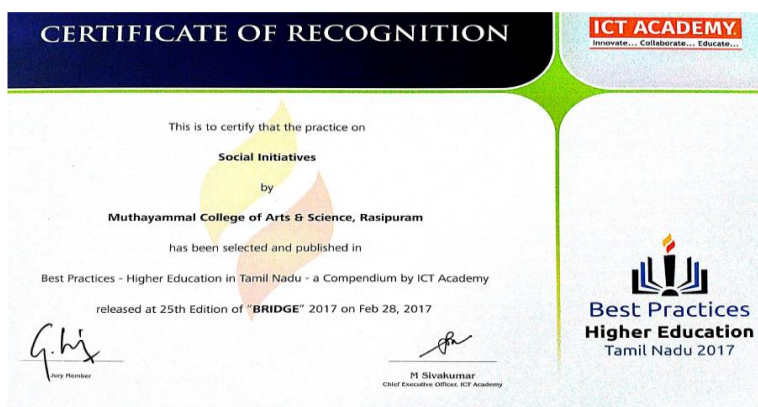 CERTIFICATE OF RECOGNITION
ICT ACADEMY.
Innovate... Collaborate... Educate...
This is to certify that the practice on
Social Initiatives
by
Muthayammal College of Arts & Science, Rasipuram
has been selected and published in
Best Practices - Higher Education in Tamil Nadu - a Compendium by ICT Academy
released at 25th Edition of "BRIDGE" 2017 on Feb 28, 2017
Jury Member
M Sivakumar
Chief Executive Officer, ICT Academy
Best Practices
Higher Education
Tamil Nadu 2017